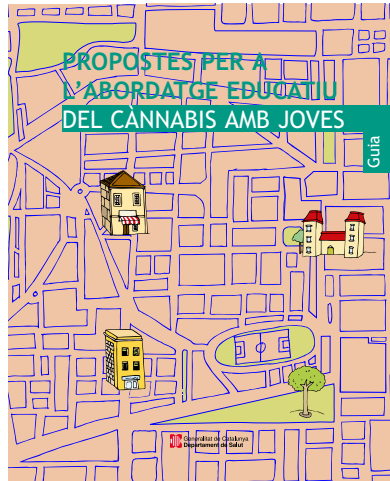 PROPOSTES PER A
L'ABORDATGE EDUCATIU
DEL CÀNNABIS AMB JOVES
Guia
Generalitat de Catalunya
Departament de Salut